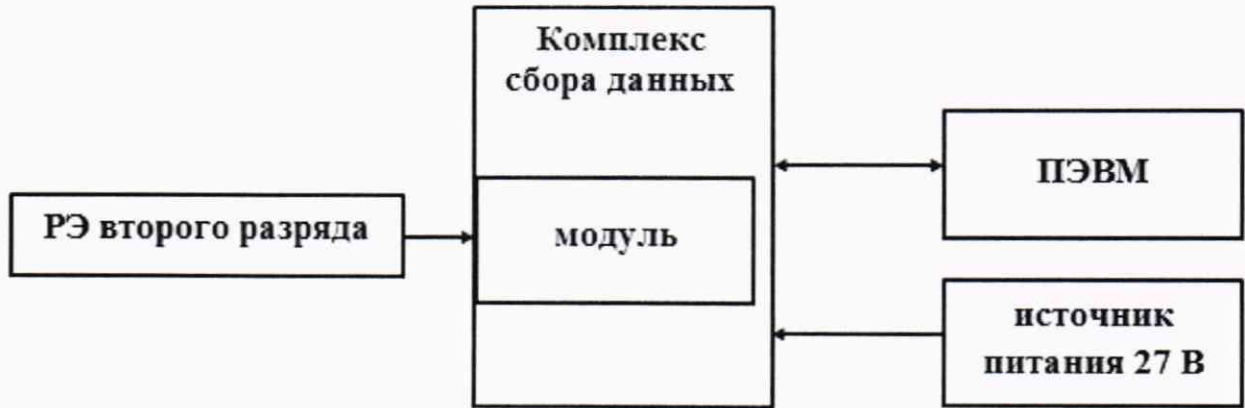 Комплекс
сбора данных
РЭ второго разряда
модуль
ПЭВМ
источник
питания 27 В